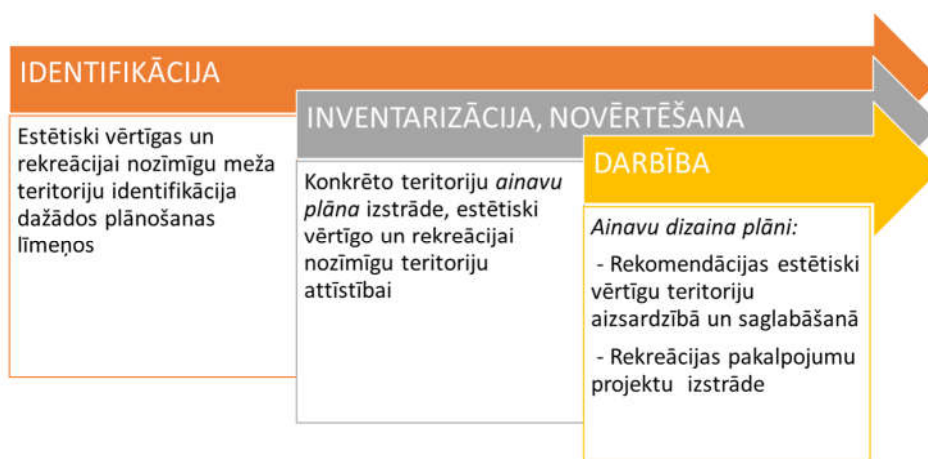 IDENTIFIKĀCIJA
Estētiski vērtīgas un
rekreācijai nozīmīgu meža
teritoriju identifikācija
dažādos plānošanas
līmeņos
INVENTARIZĀCIJA, NOVĒRTĒŠANA
Konkrēto teritoriju ainavu
plāna izstrāde, estētiski
vērtīgo un rekreācijai
nozīmīgu teritoriju
attīstībai
DARBĪBA
Ainavu dizaina plāni:
- Rekomendācijas estētiski
vērtīgu teritoriju
aizsardzībā un saglabāšanā
- Rekreācijas pakalpojumu
projektu izstrāde